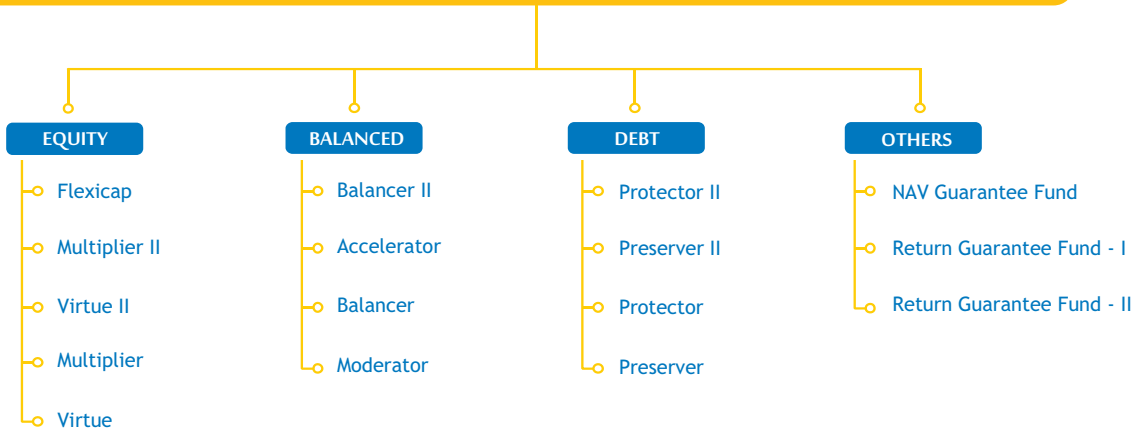 EQUITY
Flexicap
Multiplier II
Virtue II
Multiplier
Virtue
BALANCED
Balancer II
Accelerator
Balancer
Moderator
DEBT
Protector II
Preserver II
Protector
Preserver
OTHERS
NAV Guarantee Fund
Return Guarantee Fund - I
Return Guarantee Fund - II